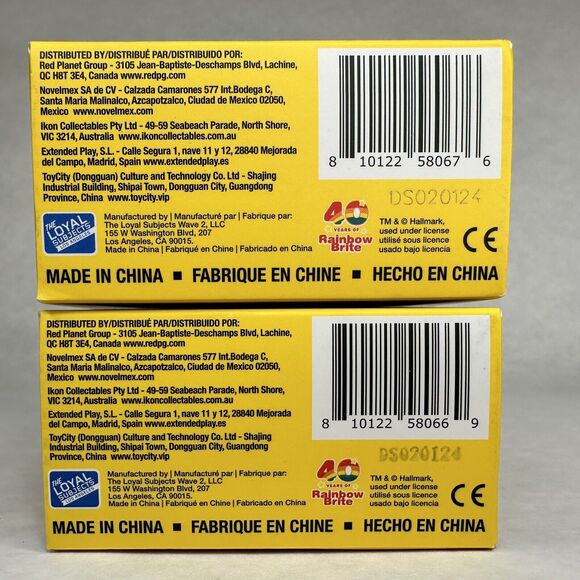 DISTRIBUTED BY/DISTRIBUÉ PAR/DISTRIBUIDO POR:
Red Planet Group - 3105 Jean-Baptiste-Deschamps Blvd, Lachine,
QC H8T 3E4, Canada www.redpg.com
Novelmex SA de CV - Calzada Camarones 577 Int.Bodega C,
Santa Maria Malinalco, Azcapotzalco, Ciudad de Mexico 02050,
Mexico www.novelmex.com
Ikon Collectables Pty Ltd - 49-59 Seabeach Parade, North Shore,
VIC 3214, Australia www.ikoncollectables.com.au
Extended Play, S.L. - Calle Segura 1, nave 11 y 12, 28840 Mejorada
del Campo, Madrid, Spain www.extendedplay.es
ToyCity (Dongguan) Culture and Technology Co. Ltd - Shajing
Industrial Building, Shipai Town, Dongguan City, Guangdong
Province, China www.toycity.vip
8 10122 58067 6
DS020124
THE
LOYAL
SUBJECTS
LOS ANGELES
Manufactured by | Manufacturé par | Fabrique par:
The Loyal Subjects Wave 2, LLC
155 W Washington Blvd, 207
Los Angeles, CA 90015.
Made in China | Fabriqué en Chine | Fabricado en China
40
YEARS OF
Rainbow
Brite
TM & © Hallmark,
used under license
utilisé sous licence
usado bajo licencia
CE
MADE IN CHINA ■ FABRIQUE EN CHINE ■ HECHO EN CHINA
DISTRIBUTED BY/DISTRIBUÉ PAR/DISTRIBUIDO POR:
Red Planet Group - 3105 Jean-Baptiste-Deschamps Blvd, Lachine,
QC H8T 3E4, Canada www.redpg.com
Novelmex SA de CV - Calzada Camarones 577 Int.Bodega C,
Santa Maria Malinalco, Azcapotzalco, Ciudad de Mexico 02050,
Mexico www.novelmex.com
Ikon Collectables Pty Ltd - 49-59 Seabeach Parade, North Shore,
VIC 3214, Australia www.ikoncollectables.com.au
Extended Play, S.L. - Calle Segura 1, nave 11 y 12, 28840 Mejorada
del Campo, Madrid, Spain www.extendedplay.es
ToyCity (Dongguan) Culture and Technology Co. Ltd - Shajing
Industrial Building, Shipai Town, Dongguan City, Guangdong
Province, China www.toycity.vip
8 10122 58066 9
DS020124
THE
LOYAL
SUBJECTS
LOS ANGELES
Manufactured by | Manufacturé par | Fabrique par:
The Loyal Subjects Wave 2, LLC
155 W Washington Blvd, 207
Los Angeles, CA 90015.
Made in China | Fabriqué en Chine | Fabricado en China
40
YEARS OF
Rainbow
Brite
TM & © Hallmark,
used under license
utilisé sous licence
usado bajo licencia
CE
MADE IN CHINA ■ FABRIQUE EN CHINE ■ HECHO EN CHINA